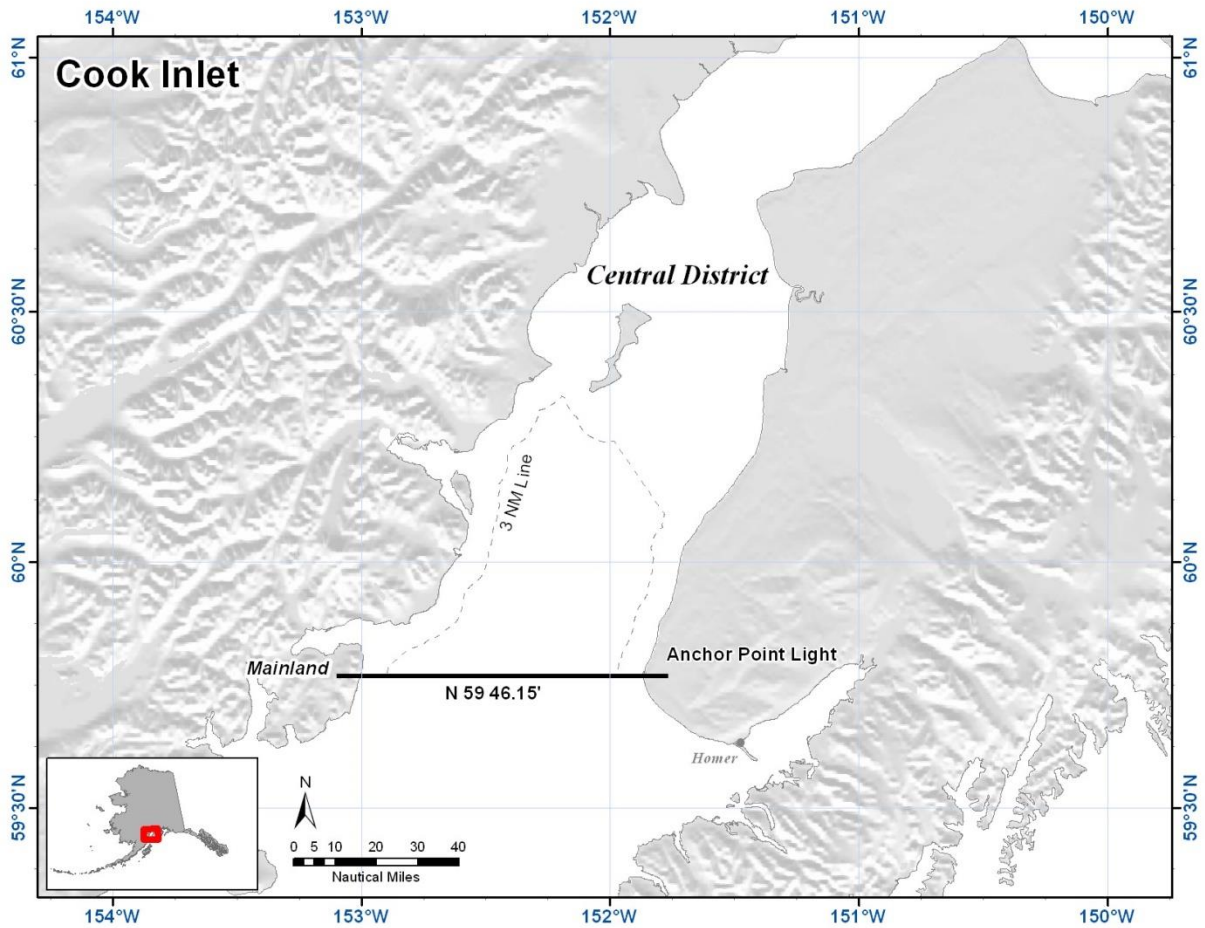 154°W 153°W 152°W 151°W 150°W
61°N
61°N
Cook Inlet
Central District
60°30'N
60°30'N
3 NM Line
60°N
60°N
Mainland
Anchor Point Light
N 59 46.15'
Homer
59°30'N
59°30'N
N
0 5 10 20 30 40
Nautical Miles
154°W 153°W 152°W 151°W 150°W